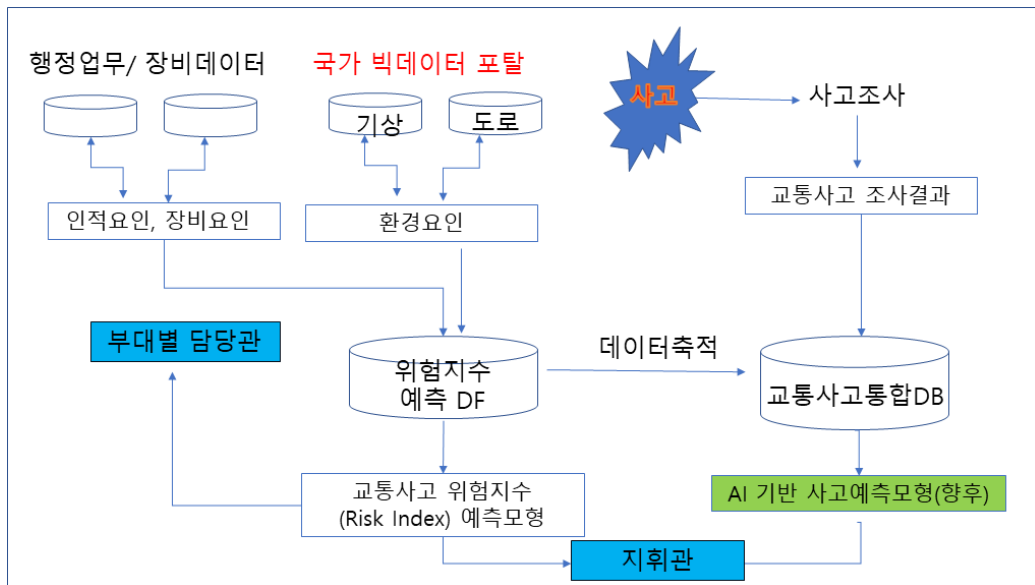 행정업무/ 장비데이터
국가 빅데이터 포탈
사고
사고조사
기상
도로
인적요인, 장비요인
환경요인
교통사고 조사결과
부대별 담당관
위험지수
예측 DF
데이터축적
교통사고통합DB
교통사고 위험지수
(Risk Index) 예측모형
AI 기반 사고예측모형(향후)
지휘관